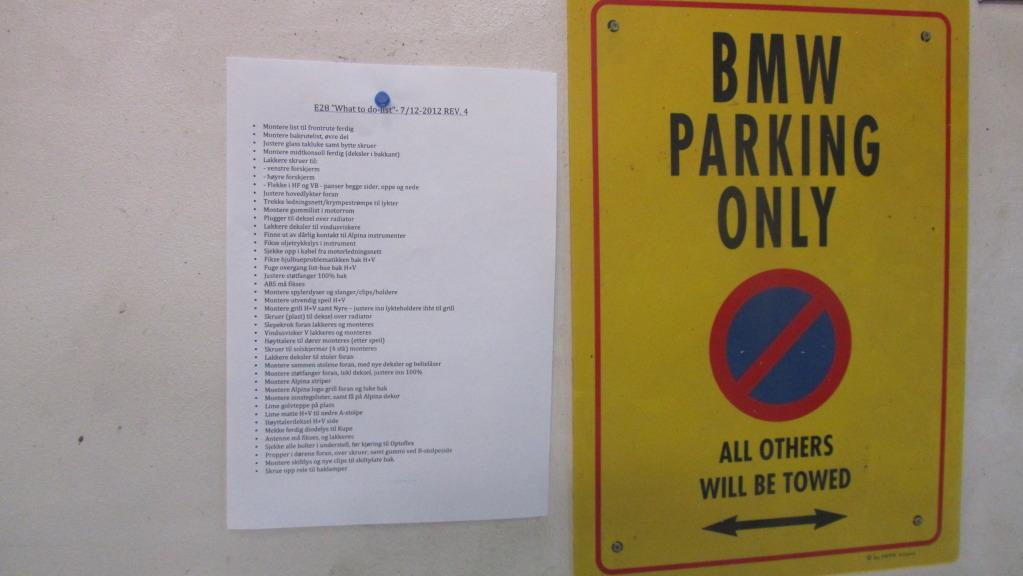 E28 "What to do-list"- 7/12-2012 REV. 4
Montere list til frontrute ferdig
Montere bakrutelist, øvre del
Justere glass takluke samt bytte skruer
Montere midtkonsoll ferdig (deksler i bakkant)
Lakkere skruer til:
- venstre forskjerm
- høyre forskjerm
- Flekke i HF og VB - panser begge sider, oppe og nede
Justere hovedlykter foran
Trekke ledningsnett/krympestrømpe til lykter
Montere gummilist i motorrom
Plugger til deksel over radiator
Lakkere deksler til vindusviskere
Finne ut av dårlig kontakt til Alpina instrumenter
Fikse oljetrykkslys i instrument
Sjekke opp i kabel fra motorledningsnett
Fikse hjulbueproblematikken bak H+V
Fuge overgang list-bue bak H+V
Justere støtfanger 100% bak
ABS må fikses
Montere spylerdyser og slanger/clips/holdere
Montere utvendig speil H+V
Montere grill H+V samt Nyre – justere inn lykteholdere ihht til grill
Skruer (plast) til deksel over radiator
Slepekrok foran lakkeres og monteres
Vindusvisker V lakkeres og monteres
Høyttalere til dører monteres (etter speil)
Skruer til solskjermer (4 stk) monteres
Lakkere deksler til stoler foran
Montere sammen stolene foran, med nye deksler og beltelåser
Montere støtfanger foran, inkl deksel, justere inn 100%
Montere Alpina striper
Montere Alpina logo grill foran og luke bak
Montere innstegslister, samt få på Alpina dekor
Lime gulvteppe på plass
Lime matte H+V til nedre A-stolpe
Høyttalerdeksel H+V side
Mekke ferdig diodelys til Kupe
Antenne må fikses, og lakkeres
Sjekke alle bolter i understell, før kjøring til Optoflex
Propper i dørene foran, over skruer, samt gummi ved B-stolpeside
Montere skiltlys og nye clips til skiltplate bak.
Skrue opp rele til baklamper
BMW
PARKING
ONLY
ALL OTHERS
WILL BE TOWED
© by